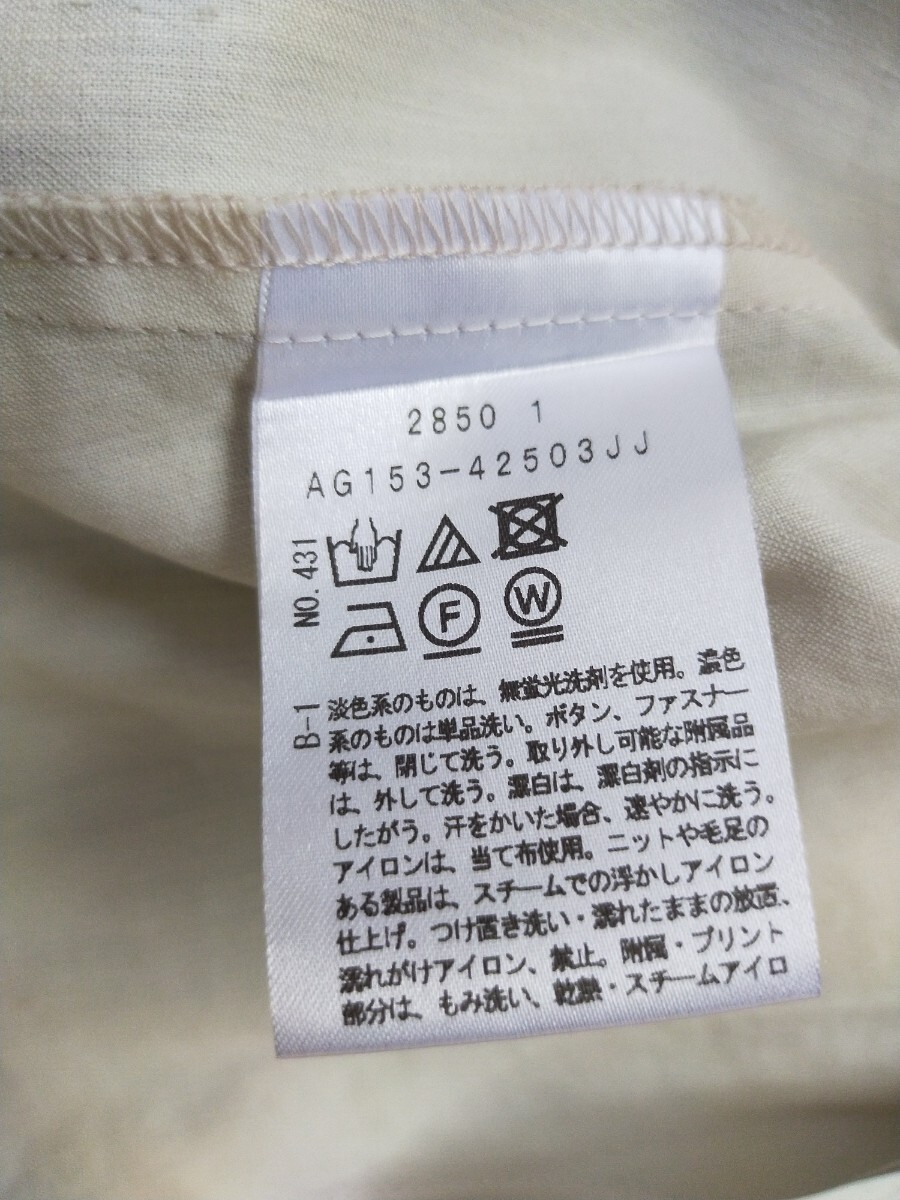 2850 1
AG153-42503JJ
NO.431
F
W
B-1
淡色系のものは、無蛍光洗剤を使用。濃色
系のものは単品洗い。ボタン、ファスナー
等は、閉じて洗う。取り外し可能な附属品
は、外して洗う。漂白は、漂白剤の指示に
したがう。汗をかいた場合、速やかに洗う。
アイロンは、当て布使用。ニットや毛足の
ある製品は、スチームでの浮かしアイロン
仕上げ。つけ置き洗い・濡れたままの放置、
濡れがけアイロン、禁止。附属・プリント
部分は、もみ洗い、乾熱・スチームアイロ